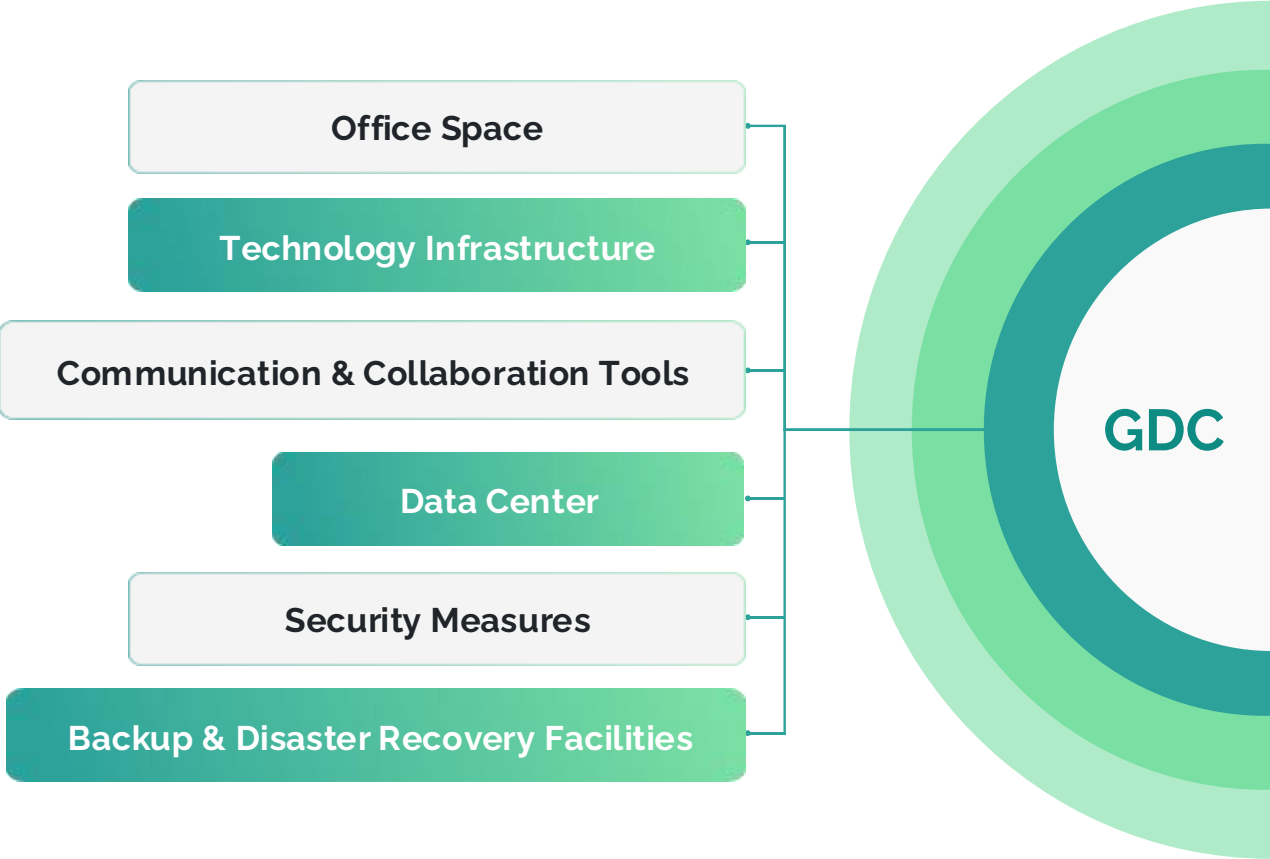 Office Space
Technology Infrastructure
Communication & Collaboration Tools
GDC
Data Center
Security Measures
Backup & Disaster Recovery Facilities